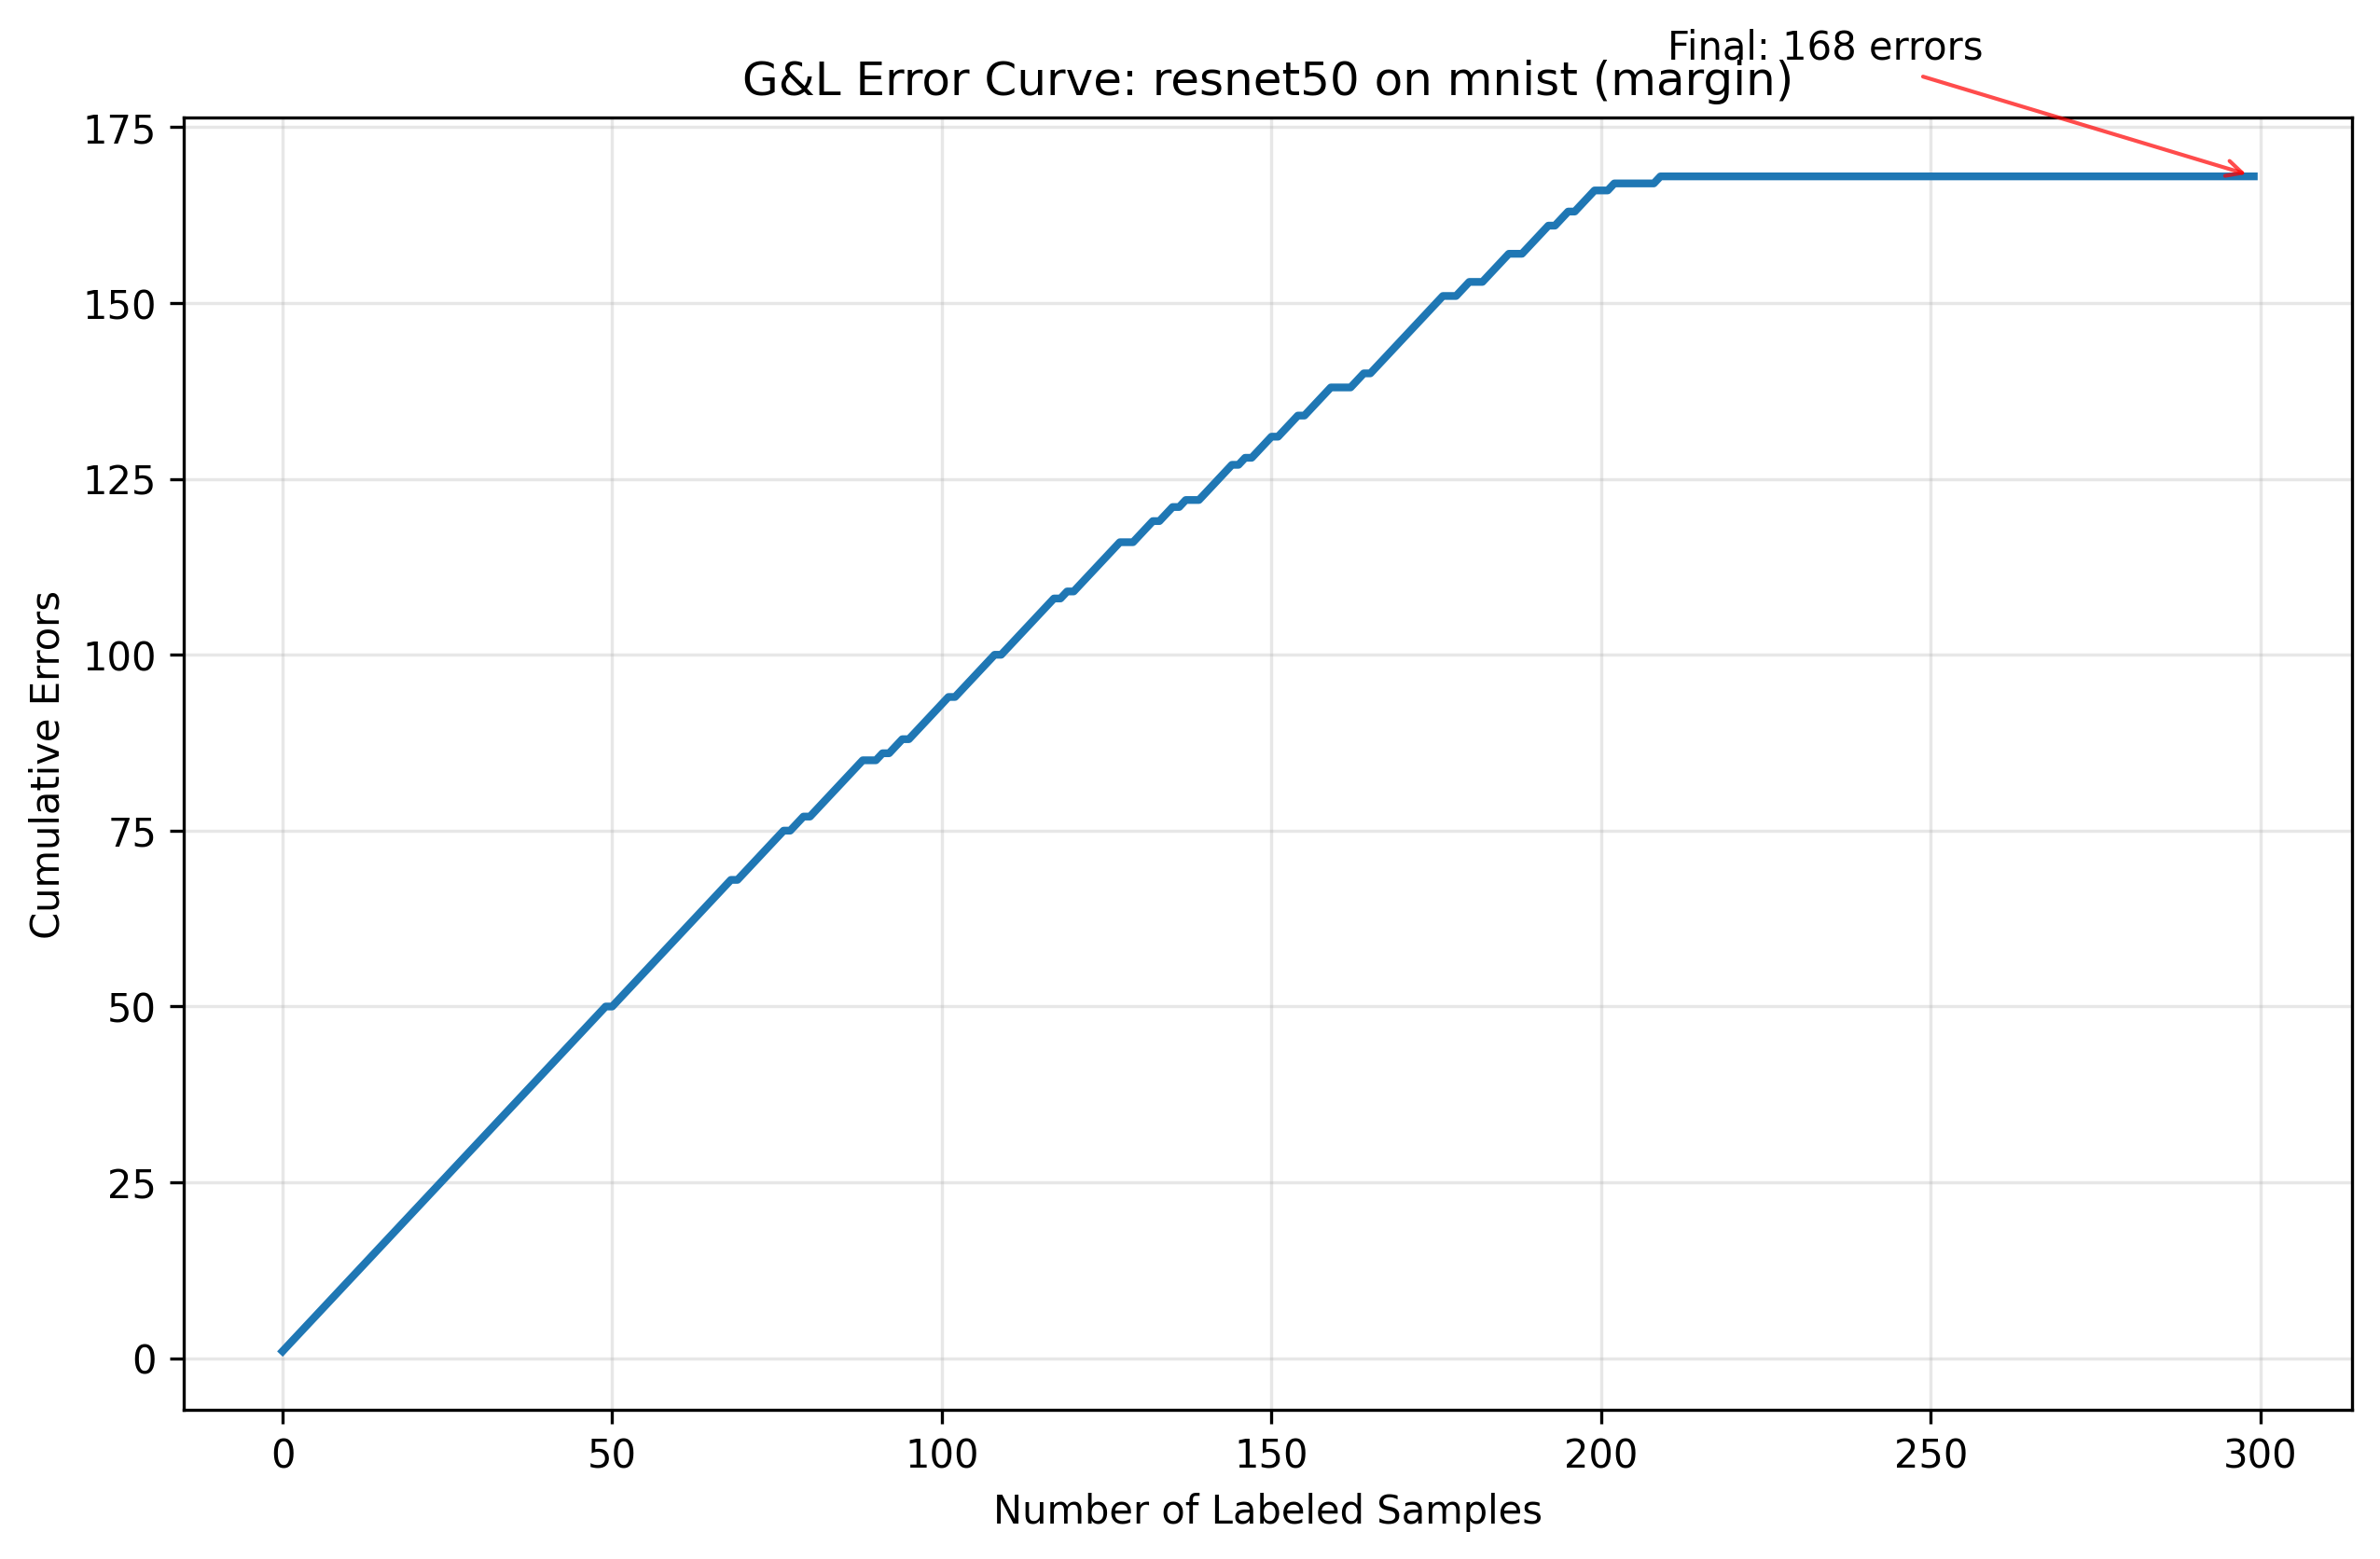 Final: 168 errors
G&L Error Curve: resnet50 on mnist (margin)
175
150
125
100
75
50
25
0
Cumulative Errors
0 50 100 150 200 250 300
Number of Labeled Samples